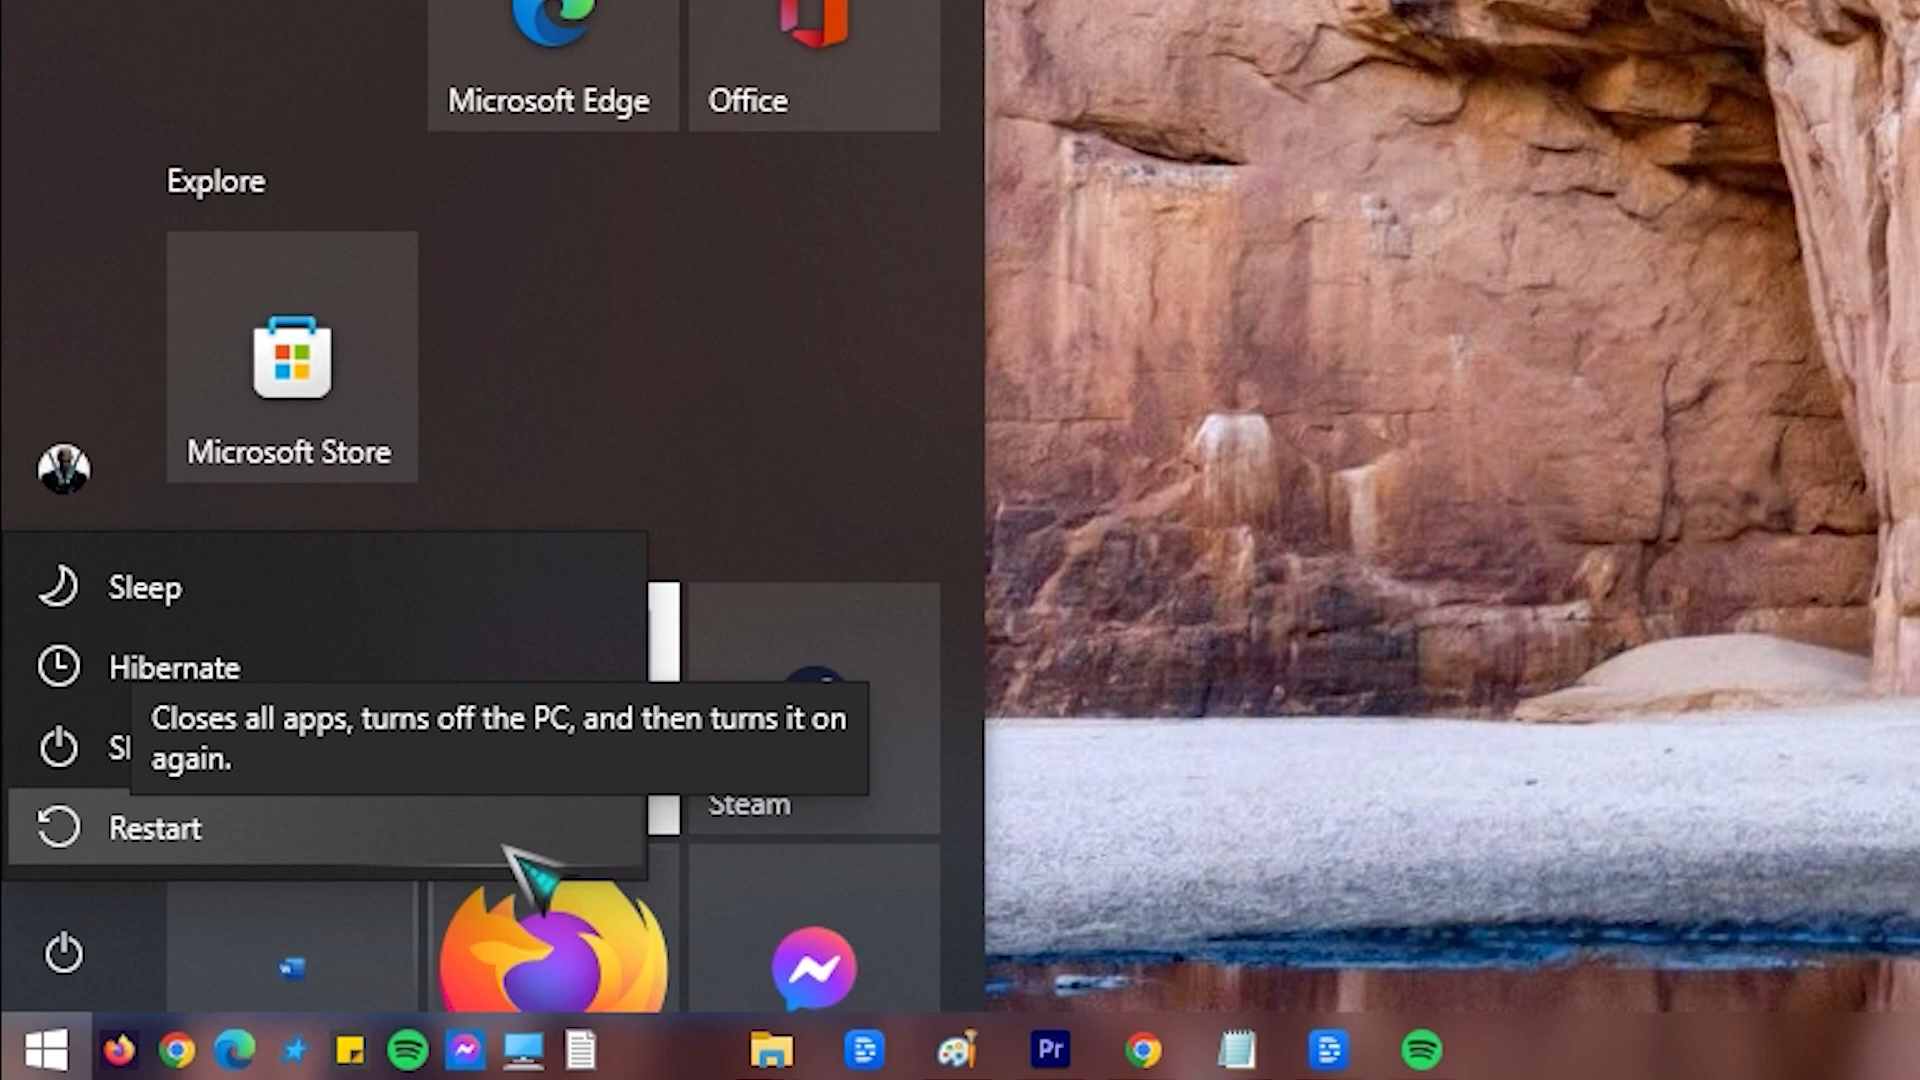 Microsoft Edge
Office
Explore
Microsoft Store
Sleep
Hibernate
Closes all apps, turns off the PC, and then turns it on
again.
Restart
Steam
Pr